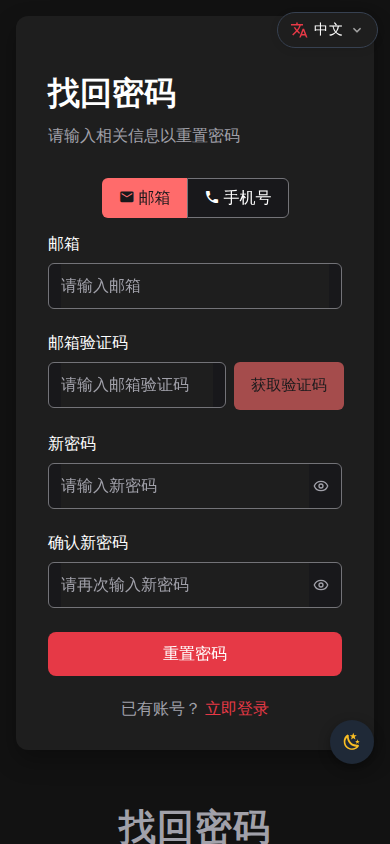 中文
找回密码
请输入相关信息以重置密码
邮箱 手机号
邮箱
请输入邮箱
邮箱验证码
请输入邮箱验证码 获取验证码
新密码
请输入新密码
确认新密码
请再次输入新密码
重置密码
已有账号？ 立即登录
找回密码